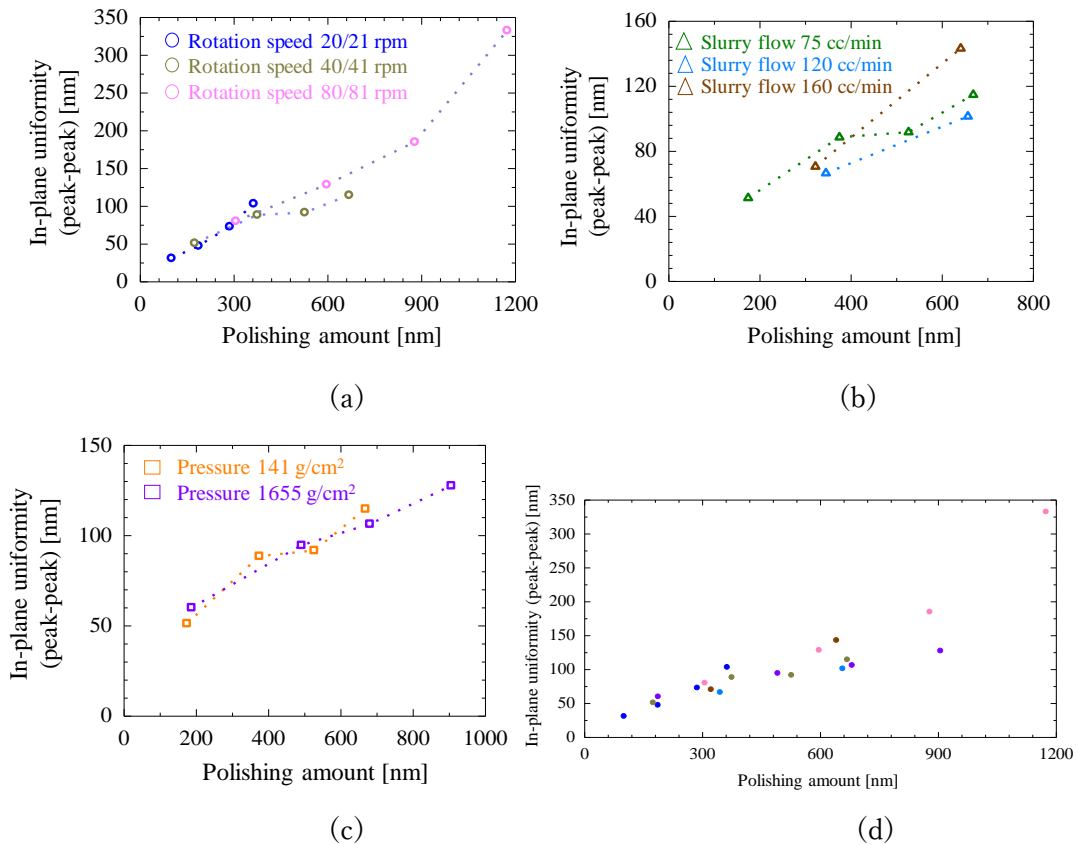 350
300
250
200
150
100
50
0
In-plane uniformity
(peak-peak) [nm]
Rotation speed 20/21 rpm
Rotation speed 40/41 rpm
Rotation speed 80/81 rpm
0 300 600 900 1200
Polishing amount [nm]
(a)
160
120
80
40
0
In-plane uniformity
(peak-peak) [nm]
Slurry flow 75 cc/min
Slurry flow 120 cc/min
Slurry flow 160 cc/min
0 200 400 600 800
Polishing amount [nm]
(b)
150
100
50
0
In-plane uniformity
(peak-peak) [nm]
Pressure 141 g/cm²
Pressure 1655 g/cm²
0 200 400 600 800 1000
Polishing amount [nm]
(c)
350
300
250
200
150
100
50
0
In-plane uniformity (peak-peak) [nm]
0 300 600 900 1200
Polishing amount [nm]
(d)